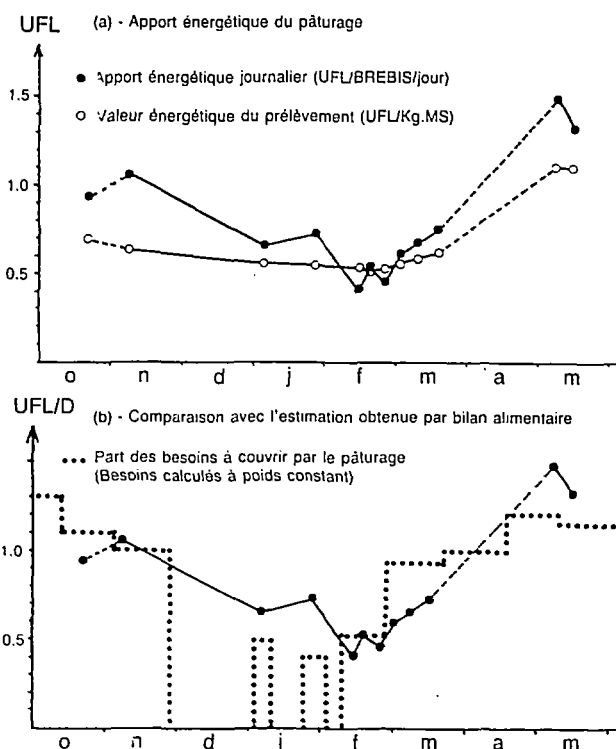 UFL (a) - Apport énergétique du pâturage
Apport énergétique journalier (UFL/BREBIS/jour)
Valeur énergétique du prélèvement (UFL/Kg.MS)
1.5
1.0
0.5
o n d j f m a m
UFL/D (b) - Comparaison avec l'estimation obtenue par bilan alimentaire
Part des besoins à couvrir par le pâturage
(Besoins calculés à poids constant)
1.0
0.5
o n d j f m a m